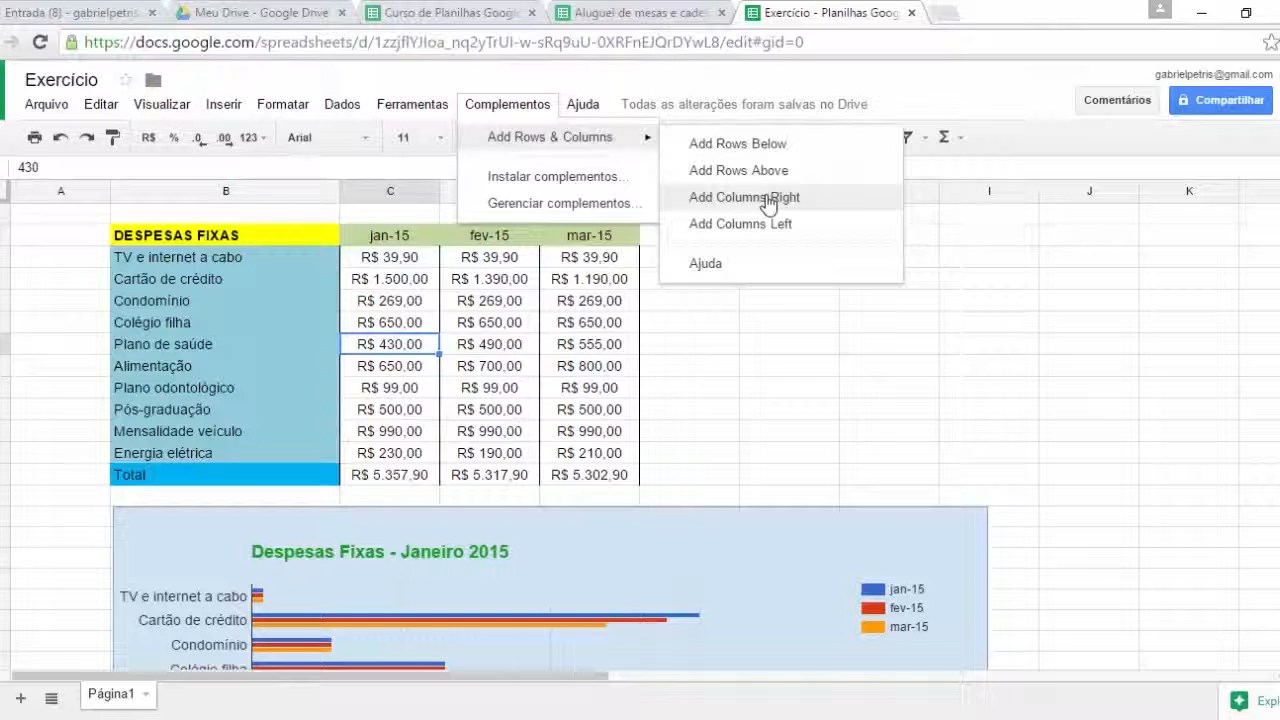 Entrada (8) - gabrielpetris
Meu Drive - Google Drive
Curso de Planilhas Google
Aluguel de mesas e cade
Exercício - Planilhas Goog
https://docs.google.com/spreadsheets/d/
/edit#gid=0
Exercício
gabrielpetris@gmail.com
Arquivo Editar Visualizar Inserir Formatar Dados Ferramentas Complementos Ajuda Todas as alterações foram salvas no Drive
Comentários
Compartilhar
R$ % .0 .00 123 Arial 11 Σ
Add Rows & Columns
Instalar complementos...
Gerenciar complementos...
Add Rows Below
Add Rows Above
Add Columns Right
Add Columns Left
Ajuda
430
A B C I J K
DESPESAS FIXAS jan-15 fev-15 mar-15
TV e internet a cabo R$ 39,90 R$ 39,90 R$ 39,90
Cartão de crédito R$ 1.500,00 R$ 1.390,00 R$ 1.190,00
Condomínio R$ 269,00 R$ 269,00 R$ 269,00
Colégio filha R$ 650,00 R$ 650,00 R$ 650,00
Plano de saúde R$ 430,00 R$ 490,00 R$ 555,00
Alimentação R$ 650,00 R$ 700,00 R$ 800,00
Plano odontológico R$ 99,00 R$ 99,00 R$ 99,00
Pós-graduação R$ 500,00 R$ 500,00 R$ 500,00
Mensalidade veículo R$ 990,00 R$ 990,00 R$ 990,00
Energia elétrica R$ 230,00 R$ 190,00 R$ 210,00
Total R$ 5.357,90 R$ 5.317,90 R$ 5.302,90
Despesas Fixas - Janeiro 2015
TV e internet a cabo
Cartão de crédito
Condomínio
Colégio filha
jan-15
fev-15
mar-15
Página1
Expl